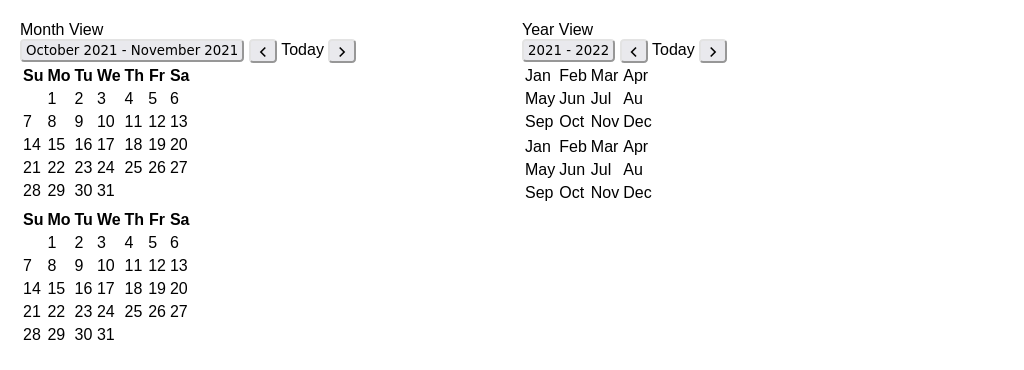 Month View
October 2021 - November 2021 < Today >
Su Mo Tu We Th Fr Sa
1 2 3 4 5 6
7 8 9 10 11 12 13
14 15 16 17 18 19 20
21 22 23 24 25 26 27
28 29 30 31
Su Mo Tu We Th Fr Sa
1 2 3 4 5 6
7 8 9 10 11 12 13
14 15 16 17 18 19 20
21 22 23 24 25 26 27
28 29 30 31
Year View
2021 - 2022 < Today >
Jan Feb Mar Apr
May Jun Jul Au
Sep Oct Nov Dec
Jan Feb Mar Apr
May Jun Jul Au
Sep Oct Nov Dec